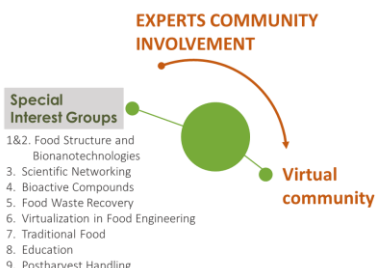 EXPERTS COMMUNITY
INVOLVEMENT
Special
Interest Groups
1&2. Food Structure and
Bionanotechnologies
3. Scientific Networking
4. Bioactive Compounds
5. Food Waste Recovery
6. Virtualization in Food Engineering
7. Traditional Food
8. Education
9. Postharvest Handling
Virtual
community